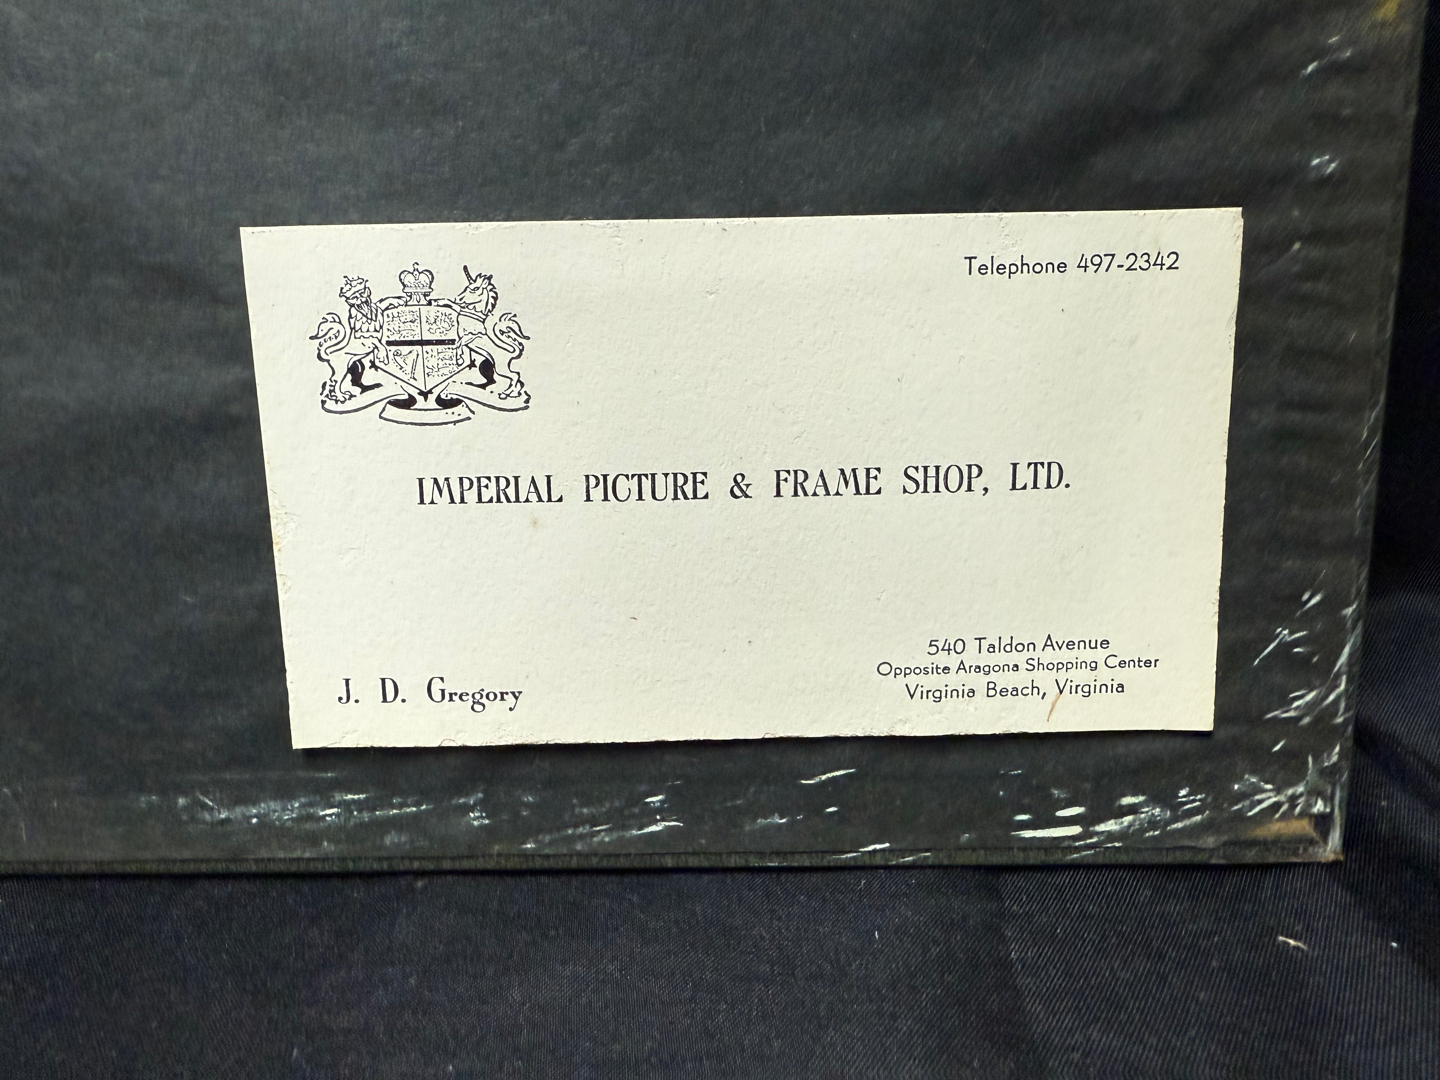 Telephone 497-2342
IMPERIAL PICTURE & FRAME SHOP, LTD.
J. D. Gregory
540 Taldon Avenue
Opposite Aragona Shopping Center
Virginia Beach, Virginia